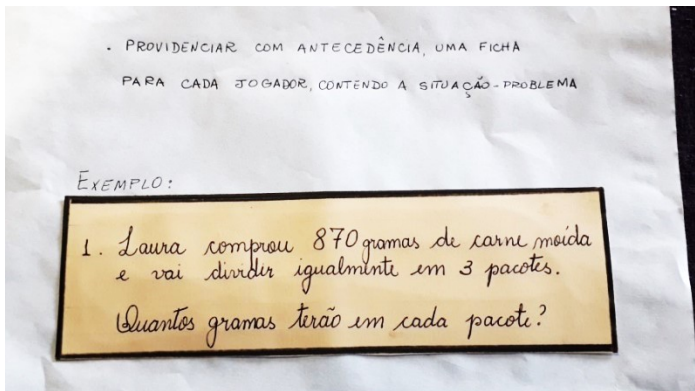 . PROVIDENCIAR COM ANTECEDÊNCIA, UMA FICHA
PARA CADA JOGADOR, CONTENDO A SITUAÇÃO-PROBLEMA
EXEMPLO:
1. Laura comprou 870 gramas de carne moída
e vai dividir igualmente em 3 pacotes.
Quantos gramas terão em cada pacote?